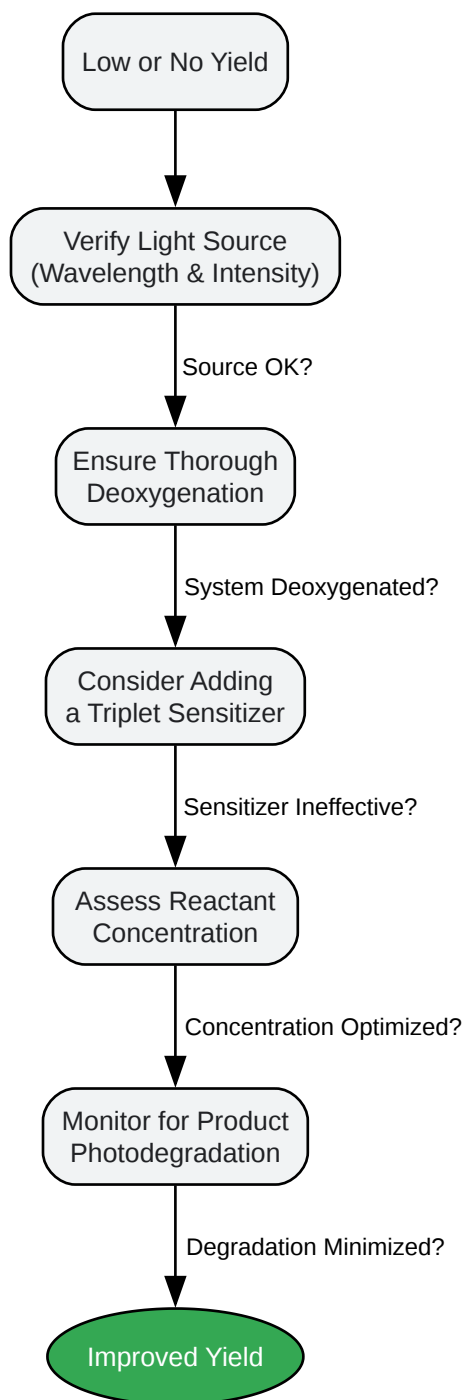 Low or No Yield
Verify Light Source
(Wavelength & Intensity)
Source OK?
Ensure Thorough
Deoxygenation
System Deoxygenated?
Consider Adding
a Triplet Sensitizer
Sensitizer Ineffective?
Assess Reactant
Concentration
Concentration Optimized?
Monitor for Product
Photodegradation
Degradation Minimized?
Improved Yield